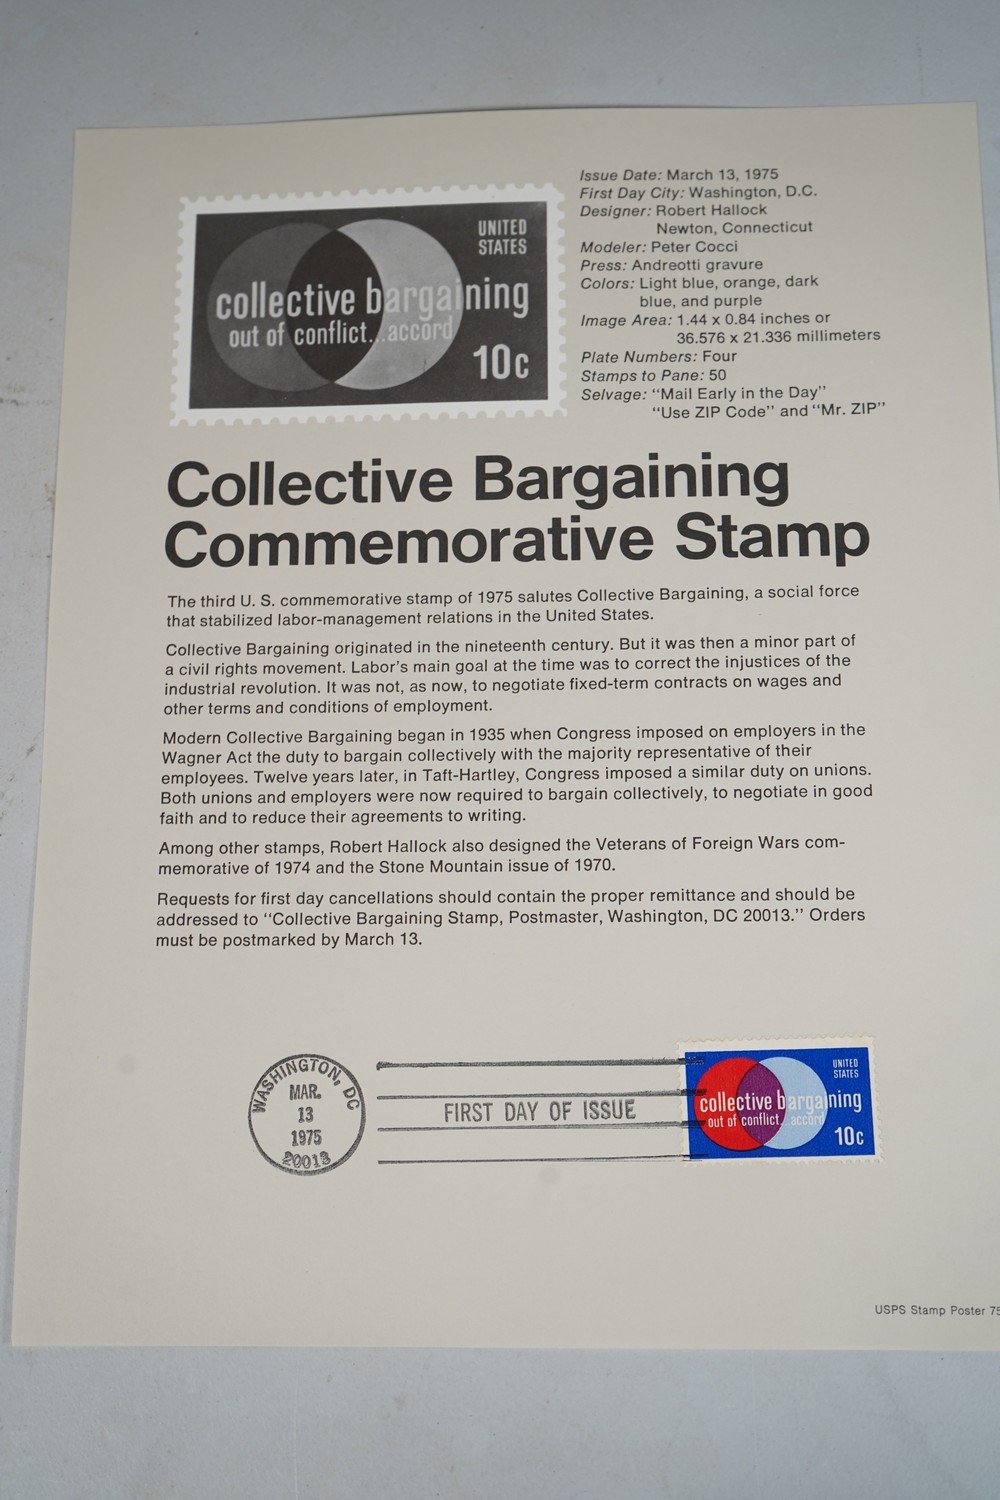 UNITED
STATES
collective bargaining
out of conflict...accord
10c
Issue Date: March 13, 1975
First Day City: Washington, D.C.
Designer: Robert Hallock
Newton, Connecticut
Modeler: Peter Cocci
Press: Andreotti gravure
Colors: Light blue, orange, dark
blue, and purple
Image Area: 1.44 x 0.84 inches or
36.576 x 21.336 millimeters
Plate Numbers: Four
Stamps to Pane: 50
Selvage: “Mail Early in the Day”
“Use ZIP Code” and “Mr. ZIP”
Collective Bargaining
Commemorative Stamp
The third U. S. commemorative stamp of 1975 salutes Collective Bargaining, a social force
that stabilized labor-management relations in the United States.
Collective Bargaining originated in the nineteenth century. But it was then a minor part of
a civil rights movement. Labor’s main goal at the time was to correct the injustices of the
industrial revolution. It was not, as now, to negotiate fixed-term contracts on wages and
other terms and conditions of employment.
Modern Collective Bargaining began in 1935 when Congress imposed on employers in the
Wagner Act the duty to bargain collectively with the majority representative of their
employees. Twelve years later, in Taft-Hartley, Congress imposed a similar duty on unions.
Both unions and employers were now required to bargain collectively, to negotiate in good
faith and to reduce their agreements to writing.
Among other stamps, Robert Hallock also designed the Veterans of Foreign Wars com-
memorative of 1974 and the Stone Mountain issue of 1970.
Requests for first day cancellations should contain the proper remittance and should be
addressed to “Collective Bargaining Stamp, Postmaster, Washington, DC 20013.” Orders
must be postmarked by March 13.
WASHINGTON, DC
MAR.
13
1975
20013
FIRST DAY OF ISSUE
UNITED
STATES
collective bargaining
out of conflict...accord
10c
USPS Stamp Poster 75